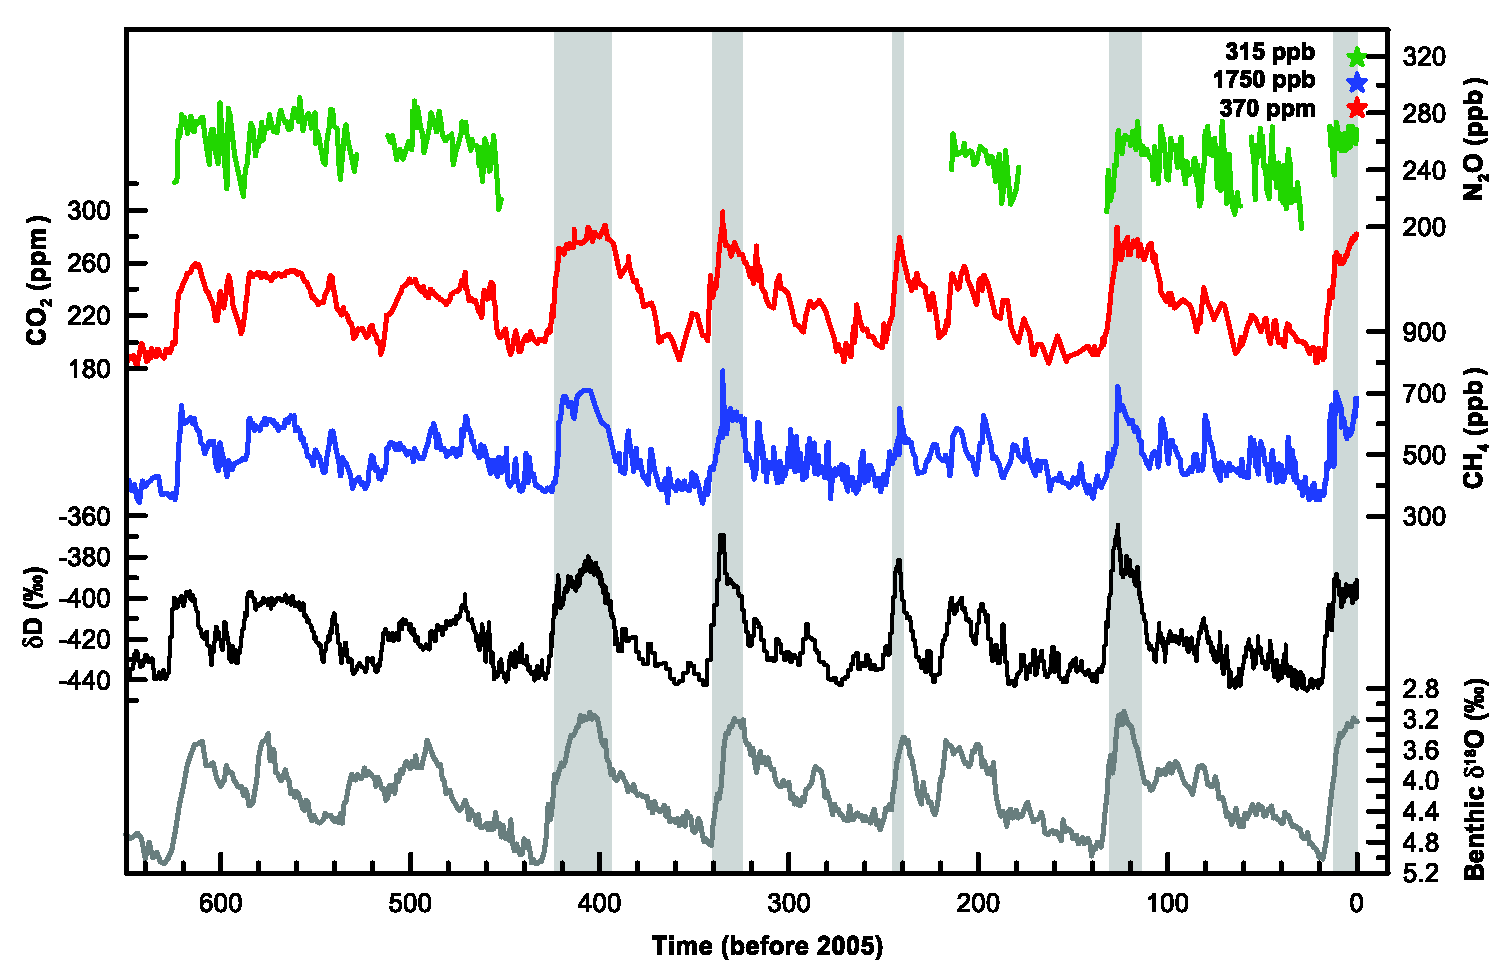 315 ppb
1750 ppb
370 ppm
320
280
240
200
N₂O (ppb)
300
260
220
180
CO₂ (ppm)
900
700
500
300
CH₄ (ppb)
-360
-380
-400
-420
-440
δD (‰)
2.8
3.2
3.6
4.0
4.4
4.8
5.2
Benthic δ¹⁸O (‰)
600 500 400 300 200 100 0
Time (before 2005)